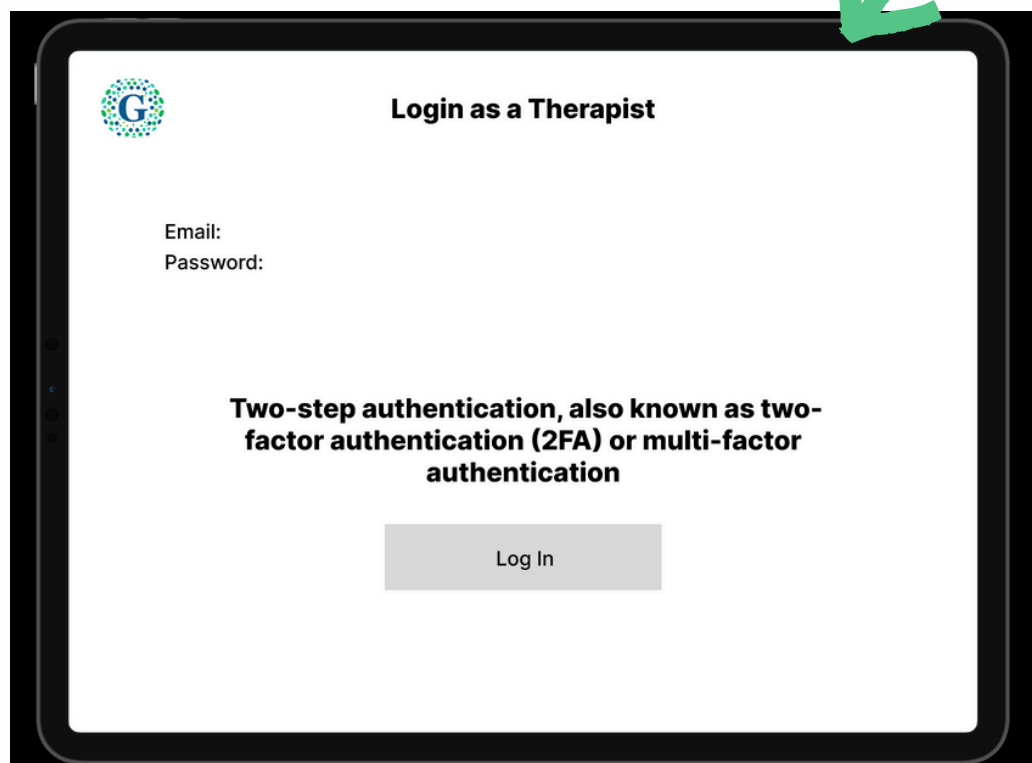 G
Login as a Therapist
Email:
Password:
Two-step authentication, also known as two-
factor authentication (2FA) or multi-factor
authentication
Log In